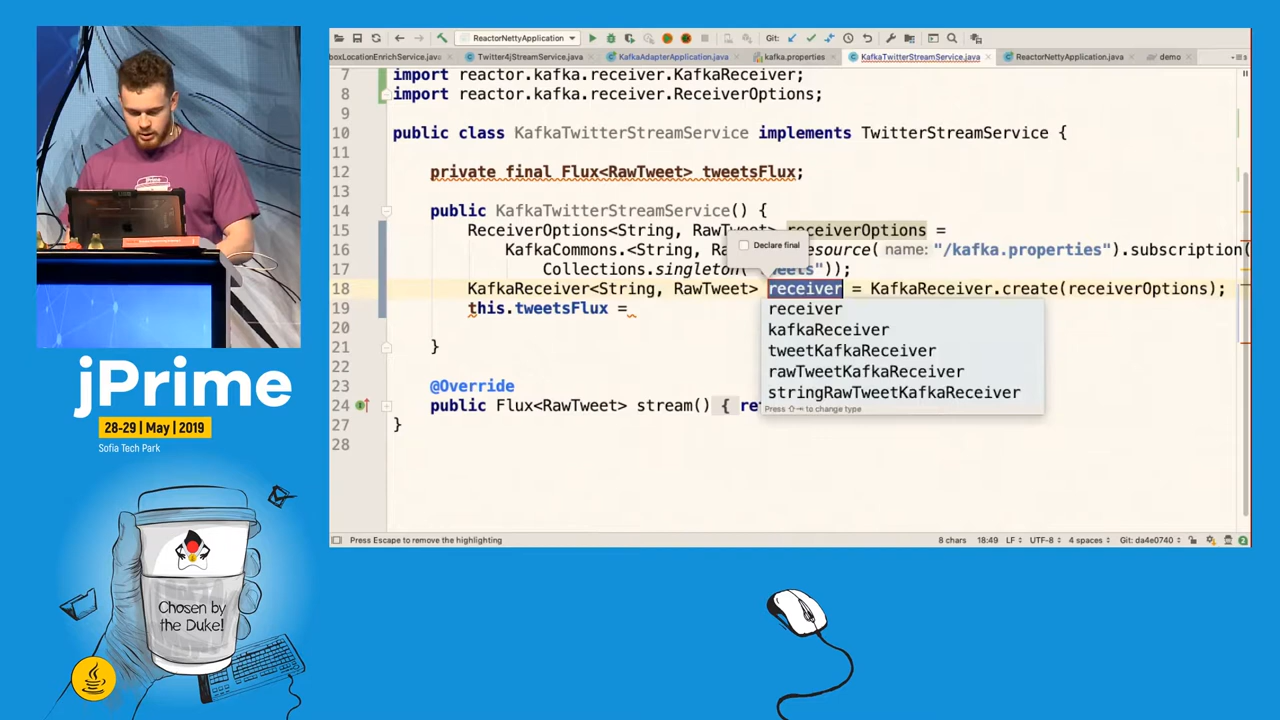 ReactorNettyApplication
Git:
boxLocationEnrichService.java
Twitter4jStreamService.java
KafkaAdapterApplication.java
kafka.properties
KafkaTwitterStreamService.java
ReactorNettyApplication.java
demo
7 import reactor.kafka.receiver.KafkaReceiver;
8 import reactor.kafka.receiver.ReceiverOptions;
9
10 public class KafkaTwitterStreamService implements TwitterStreamService {
11
12 private final Flux<RawTweet> tweetsFlux;
13
14 public KafkaTwitterStreamService() {
15 ReceiverOptions<String, RawTweet> receiverOptions =
16 KafkaCommons.<String, Ra source( name: "/kafka.properties").subscription(
17 Collections.singleton( "));
18 KafkaReceiver<String, RawTweet> receiver = KafkaReceiver.create(receiverOptions);
19 this.tweetsFlux =
20
21 }
22
23 @Override
24 public Flux<RawTweet> stream() { re
27 }
28
Declare final
receiver
kafkaReceiver
tweetKafkaReceiver
rawTweetKafkaReceiver
stringRawTweetKafkaReceiver
Press ⇧→ to change type
Press Escape to remove the highlighting
8 chars 18:49 LF UTF-8 4 spaces Git: da4e0740
jPrime
28-29 | May | 2019
Sofia Tech Park
Chosen by
the Duke!